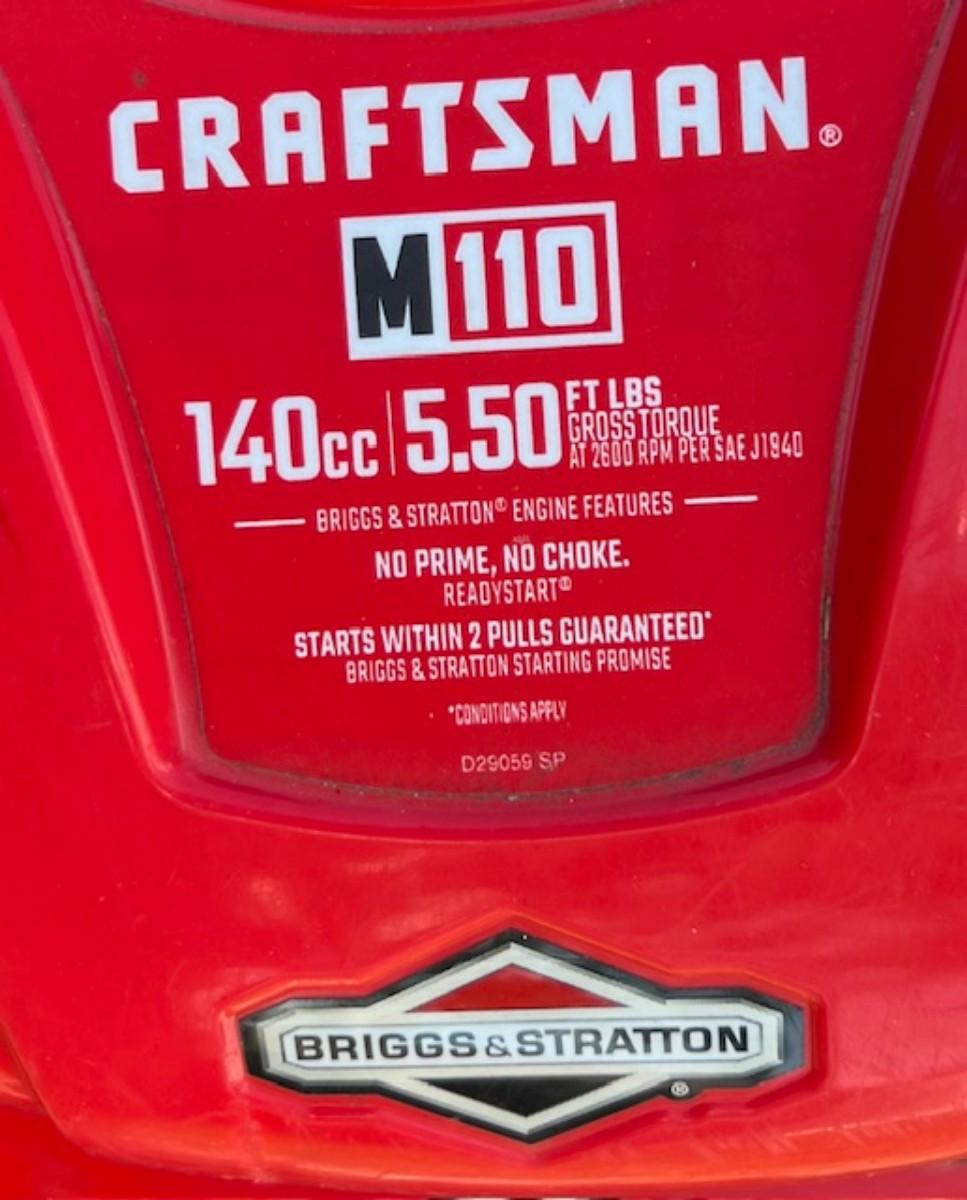 CRAFTSMAN®
M110
140cc | 5.50 FT LBS
GROSS TORQUE
AT 2600 RPM PER SAE J1940
BRIGGS & STRATTON® ENGINE FEATURES
NO PRIME, NO CHOKE.
READYSTART®
STARTS WITHIN 2 PULLS GUARANTEED*
BRIGGS & STRATTON STARTING PROMISE
*CONDITIONS APPLY
D29059 SP
BRIGGS & STRATTON
®